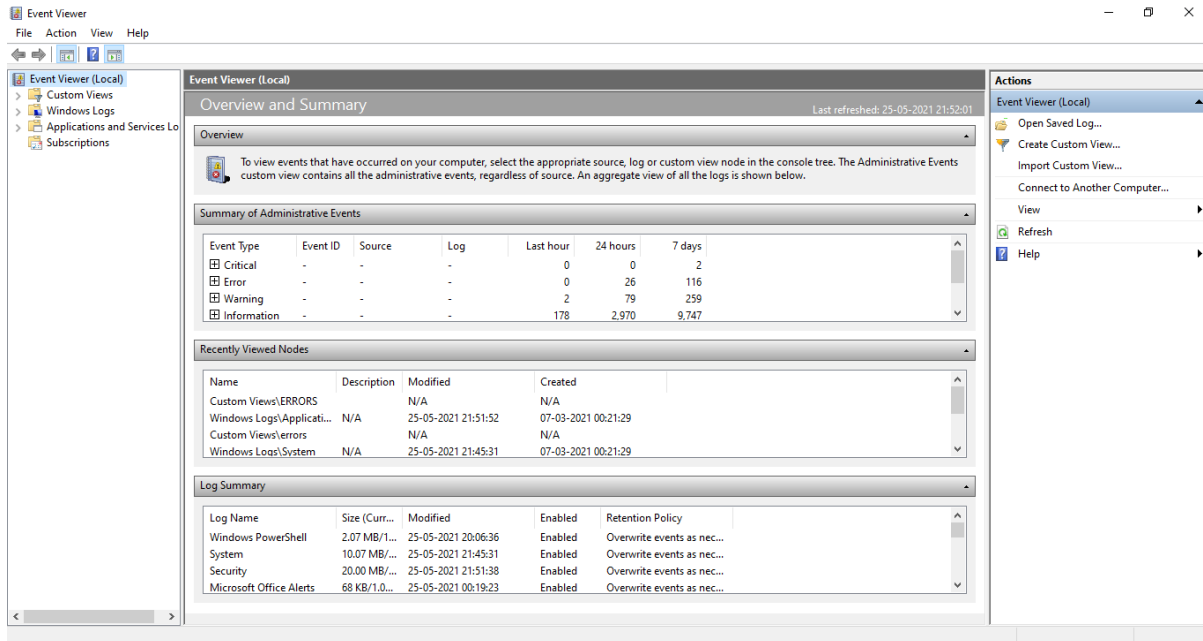 Event Viewer
File Action View Help
Event Viewer (Local)
Custom Views
Windows Logs
Applications and Services Lo
Subscriptions
Event Viewer (Local)
Overview and Summary
Last refreshed: 25-05-2021 21:52:01
Overview
To view events that have occurred on your computer, select the appropriate source, log or custom view node in the console tree. The Administrative Events
custom view contains all the administrative events, regardless of source. An aggregate view of all the logs is shown below.
Summary of Administrative Events
Event Type Event ID Source Log Last hour 24 hours 7 days
Critical - - - 0 0 2
Error - - - 0 26 116
Warning - - - 2 79 259
Information - - - 178 2,970 9,747
Recently Viewed Nodes
Name Description Modified Created
Custom Views\ERRORS N/A N/A
Windows Logs\Applicati... N/A 25-05-2021 21:51:52 07-03-2021 00:21:29
Custom Views\errors N/A N/A
Windows Logs\System N/A 25-05-2021 21:45:31 07-03-2021 00:21:29
Log Summary
Log Name Size (Curr... Modified Enabled Retention Policy
Windows PowerShell 2.07 MB/1... 25-05-2021 20:06:36 Enabled Overwrite events as nec...
System 10.07 MB/... 25-05-2021 21:45:31 Enabled Overwrite events as nec...
Security 20.00 MB/... 25-05-2021 21:51:38 Enabled Overwrite events as nec...
Microsoft Office Alerts 68 KB/1.0... 25-05-2021 00:19:23 Enabled Overwrite events as nec...
Actions
Event Viewer (Local)
Open Saved Log...
Create Custom View...
Import Custom View...
Connect to Another Computer...
View
Refresh
Help